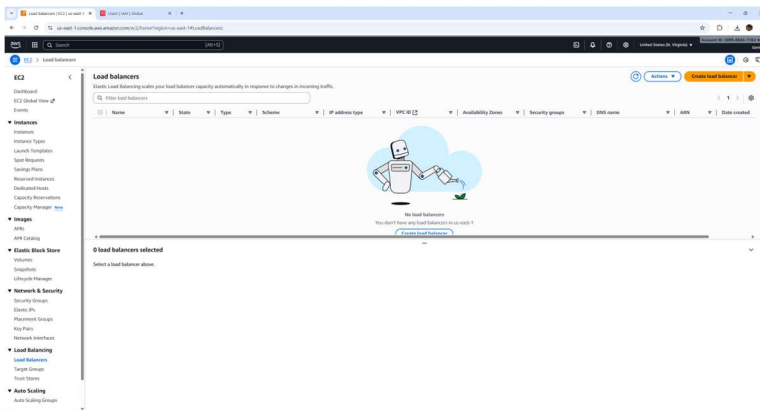 Load balancers | EC2 | us-east-1
Users | IAM | Global
us-east-1.console.aws.amazon.com/ec2/home?region=us-east-1#LoadBalancers:
aws
Search
[Alt+S]
United States (N. Virginia)
EC2 > Load balancers
EC2
Dashboard
EC2 Global View
Events
Instances
Instances
Instance Types
Launch Templates
Spot Requests
Savings Plans
Reserved Instances
Dedicated Hosts
Capacity Reservations
Capacity Manager New
Images
AMIs
AMI Catalog
Elastic Block Store
Volumes
Snapshots
Lifecycle Manager
Network & Security
Security Groups
Elastic IPs
Placement Groups
Key Pairs
Network Interfaces
Load Balancing
Load Balancers
Target Groups
Trust Stores
Auto Scaling
Auto Scaling Groups
Load balancers
Actions
Create load balancer
Elastic Load Balancing scales your load balancer capacity automatically in response to changes in incoming traffic.
Filter load balancers
1
Name
State
Type
Scheme
IP address type
VPC ID
Availability Zones
Security groups
DNS name
ARN
Date created
No load balancers
You don't have any load balancers in us-east-1
Create load balancer
0 load balancers selected
Select a load balancer above.